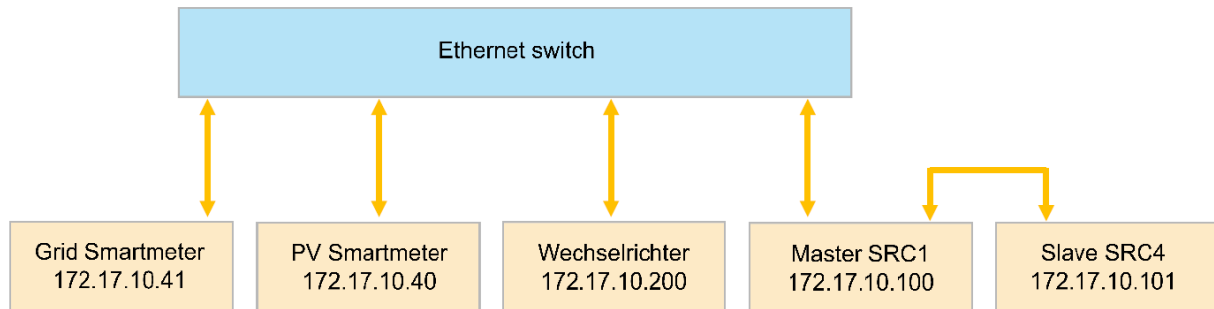 Ethernet switch
Grid Smartmeter
172.17.10.41
PV Smartmeter
172.17.10.40
Wechselrichter
172.17.10.200
Master SRC1
172.17.10.100
Slave SRC4
172.17.10.101